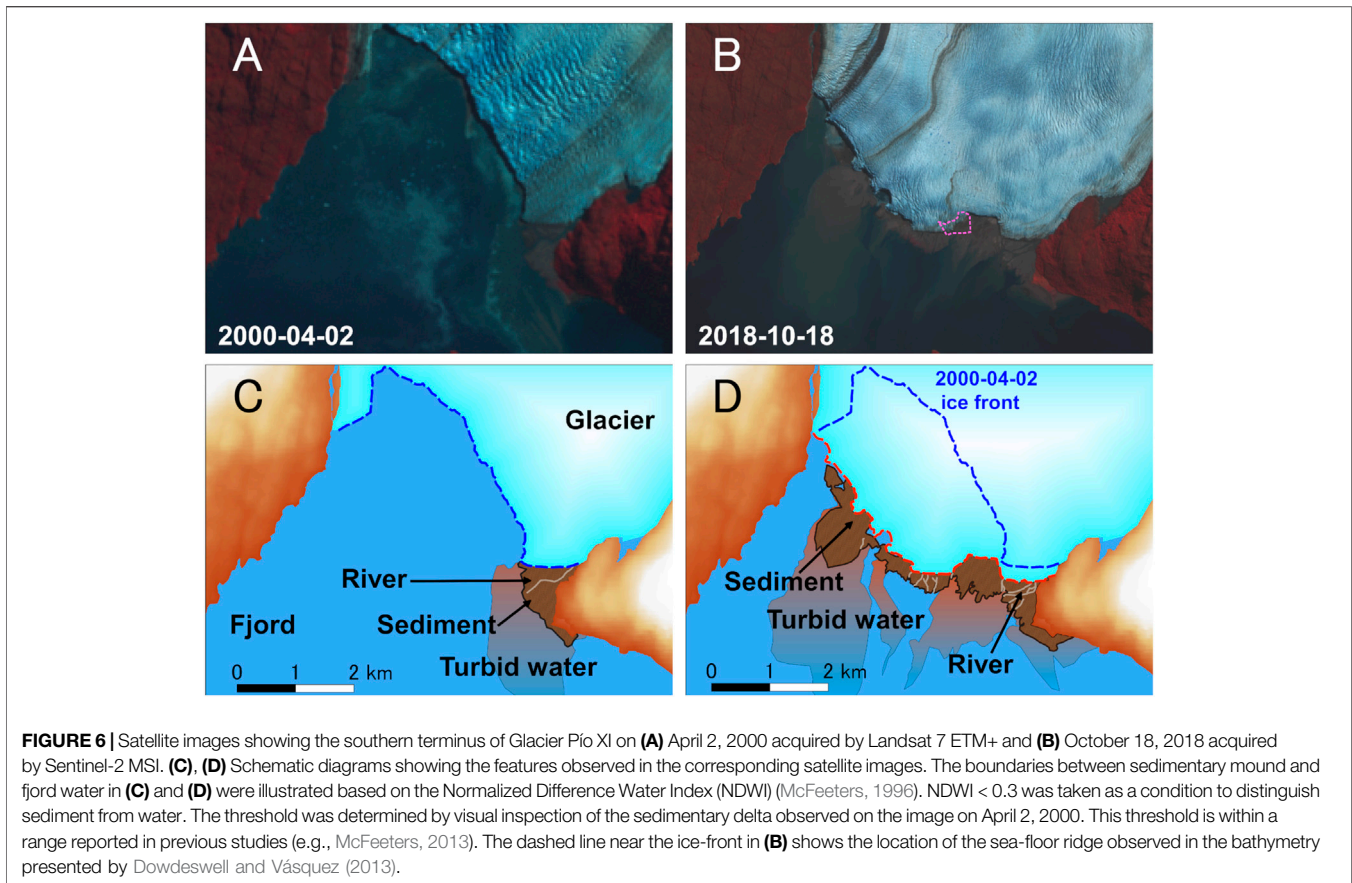 A
B
2000-04-02
2018-10-18
C
D
2000-04-02
ice front
Glacier
River
Sediment
Fjord
Turbid water
0 1 2 km
Sediment
Turbid water
River
0 1 2 km
FIGURE 6 | Satellite images showing the southern terminus of Glacier Pío XI on (A) April 2, 2000 acquired by Landsat 7 ETM+ and (B) October 18, 2018 acquired
by Sentinel-2 MSI. (C), (D) Schematic diagrams showing the features observed in the corresponding satellite images. The boundaries between sedimentary mound and
fjord water in (C) and (D) were illustrated based on the Normalized Difference Water Index (NDWI) (McFeeters, 1996). NDWI < 0.3 was taken as a condition to distinguish
sediment from water. The threshold was determined by visual inspection of the sedimentary delta observed on the image on April 2, 2000. This threshold is within a
range reported in previous studies (e.g., McFeeters, 2013). The dashed line near the ice-front in (B) shows the location of the sea-floor ridge observed in the bathymetry
presented by Dowdeswell and Vásquez (2013).